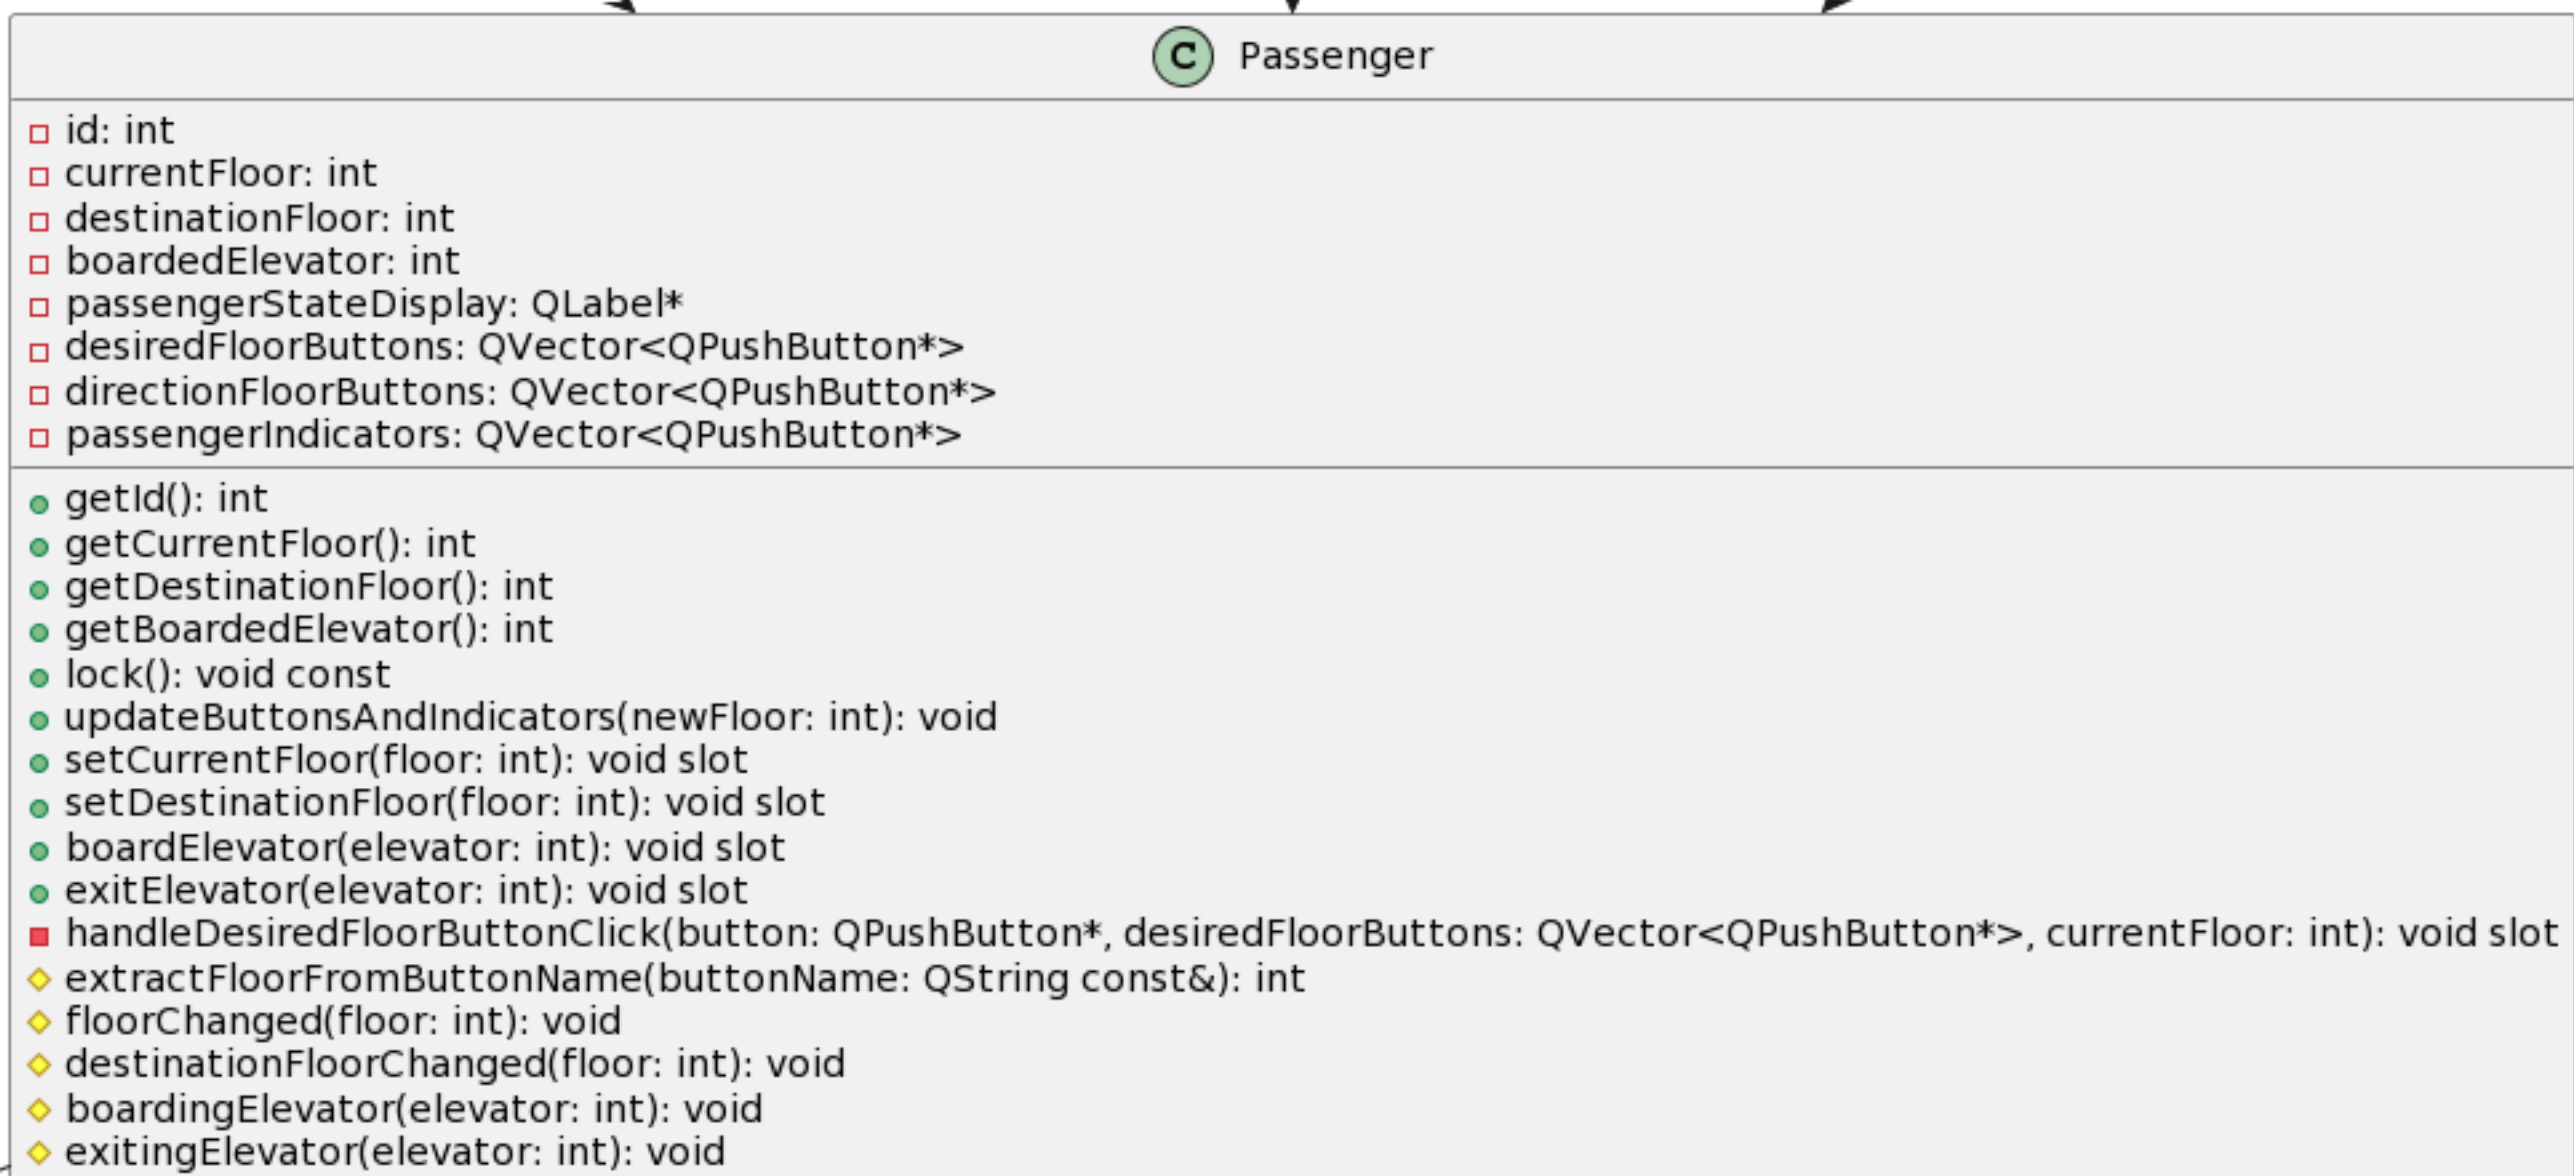 C Passenger
id: int
currentFloor: int
destinationFloor: int
boardedElevator: int
passengerStateDisplay: QLabel*
desiredFloorButtons: QVector<QPushButton*>
directionFloorButtons: QVector<QPushButton*>
passengerIndicators: QVector<QPushButton*>
getId(): int
getCurrentFloor(): int
getDestinationFloor(): int
getBoardedElevator(): int
lock(): void const
updateButtonsAndIndicators(newFloor: int): void
setCurrentFloor(floor: int): void slot
setDestinationFloor(floor: int): void slot
boardElevator(elevator: int): void slot
exitElevator(elevator: int): void slot
handleDesiredFloorButtonClick(button: QPushButton*, desiredFloorButtons: QVector<QPushButton*>, currentFloor: int): void slot
extractFloorFromButtonName(buttonName: QString const&): int
floorChanged(floor: int): void
destinationFloorChanged(floor: int): void
boardingElevator(elevator: int): void
exitingElevator(elevator: int): void